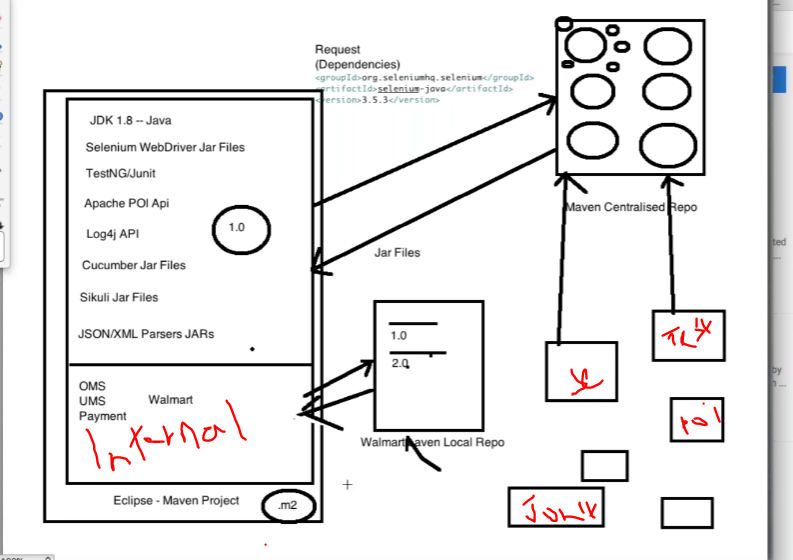 Request
(Dependencies)
<groupId>org.seleniumhq.selenium</groupId>
<artifactId>selenium-java</artifactId>
<version>3.5.3</version>
JDK 1.8 -- Java
Selenium WebDriver Jar Files
TestNG/Junit
Apache POI Api
1.0
Log4j API
Cucumber Jar Files
Sikuli Jar Files
JSON/XML Parsers JARs
OMS
UMS
Walmart
Payment
Internal
Eclipse - Maven Project
.m2
Maven Centralised Repo
Jar Files
1.0
2.0
Walmart Maven Local Repo
poi
ted
...
by
...